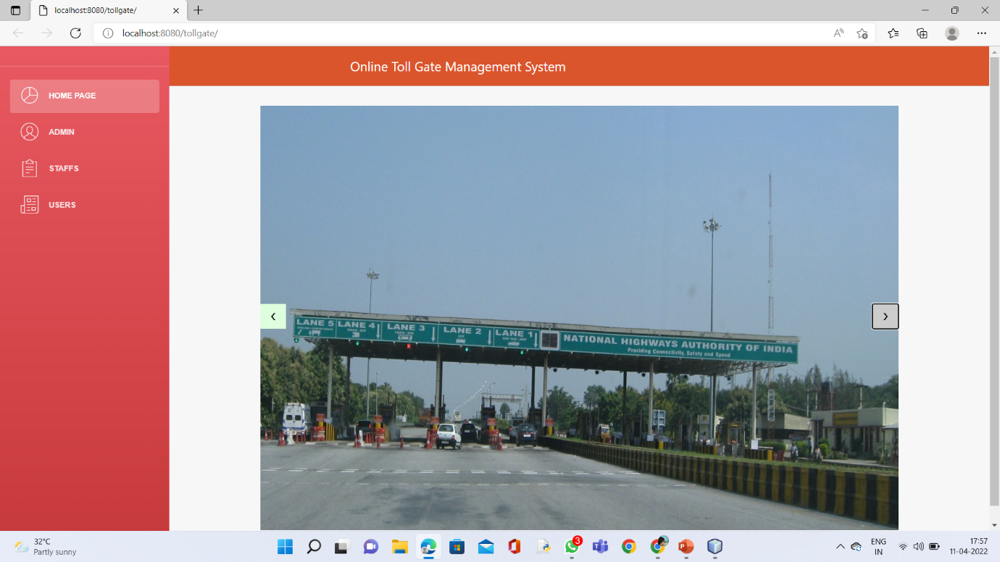 localhost:8080/tollgate/
localhost:8080/tollgate/
Online Toll Gate Management System
HOME PAGE
ADMIN
STAFFS
USERS
LANE 5
LANE 4
LANE 3
LANE 2
LANE 1
NATIONAL HIGHWAYS AUTHORITY OF INDIA
Providing Connectivity, Safety and Speed
32°C
Partly sunny
3
ENG
IN
17:57
11-04-2022